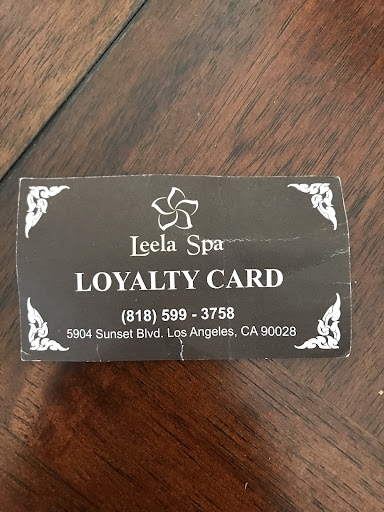 Leela Spa
LOYALTY CARD
(818) 599 - 3758
5904 Sunset Blvd. Los Angeles, CA 90028